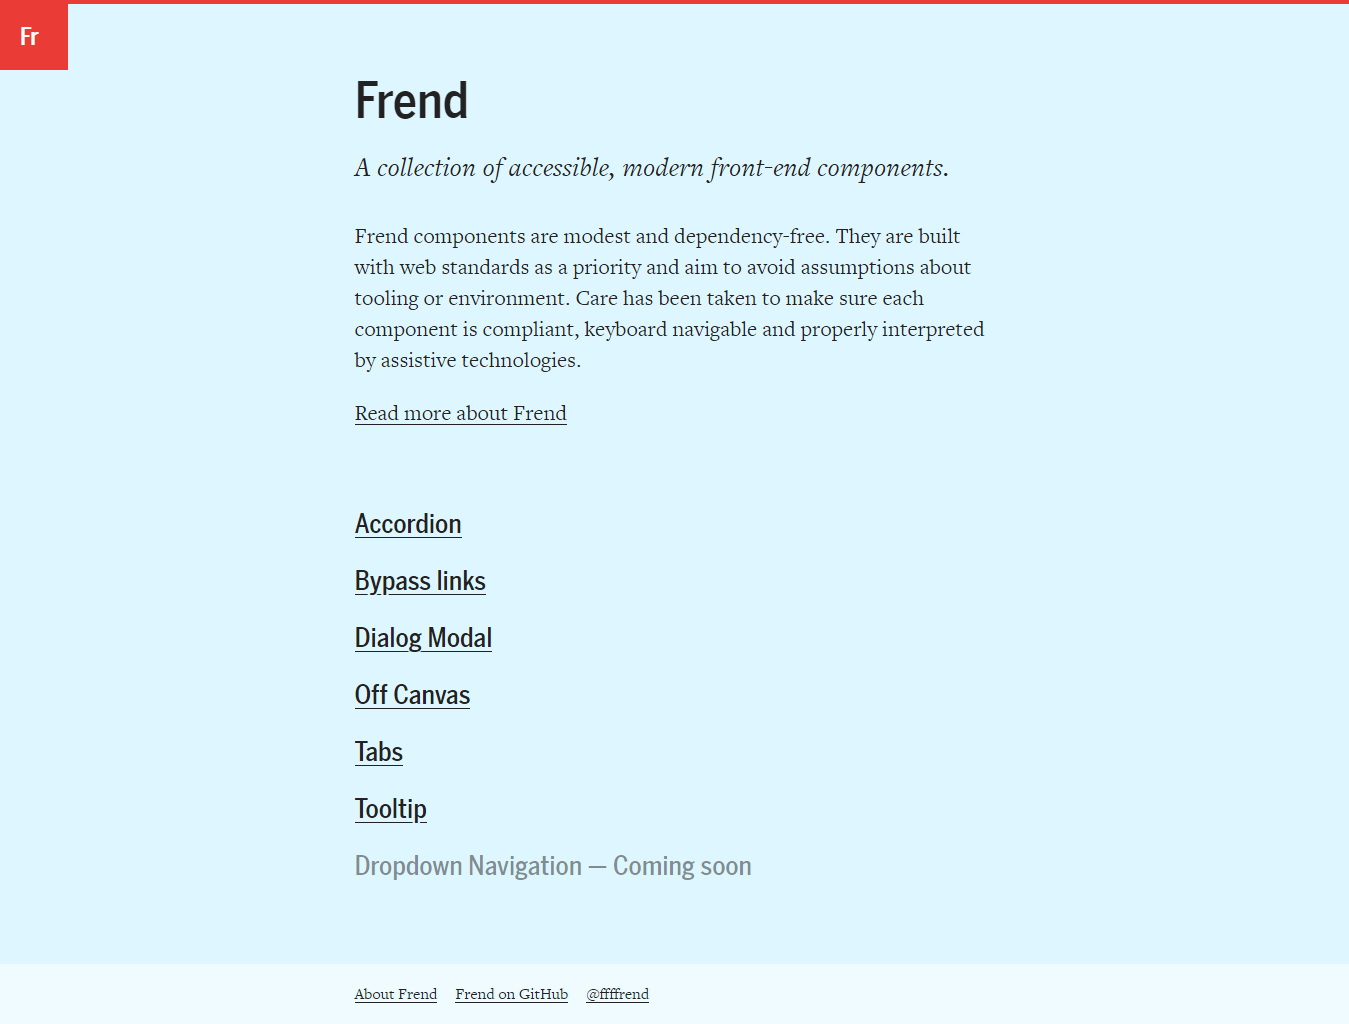 Fr
Frend
A collection of accessible, modern front-end components.
Frend components are modest and dependency-free. They are built
with web standards as a priority and aim to avoid assumptions about
tooling or environment. Care has been taken to make sure each
component is compliant, keyboard navigable and properly interpreted
by assistive technologies.
Read more about Frend
Accordion
Bypass links
Dialog Modal
Off Canvas
Tabs
Tooltip
Dropdown Navigation — Coming soon
About Frend Frend on GitHub @ffffrend